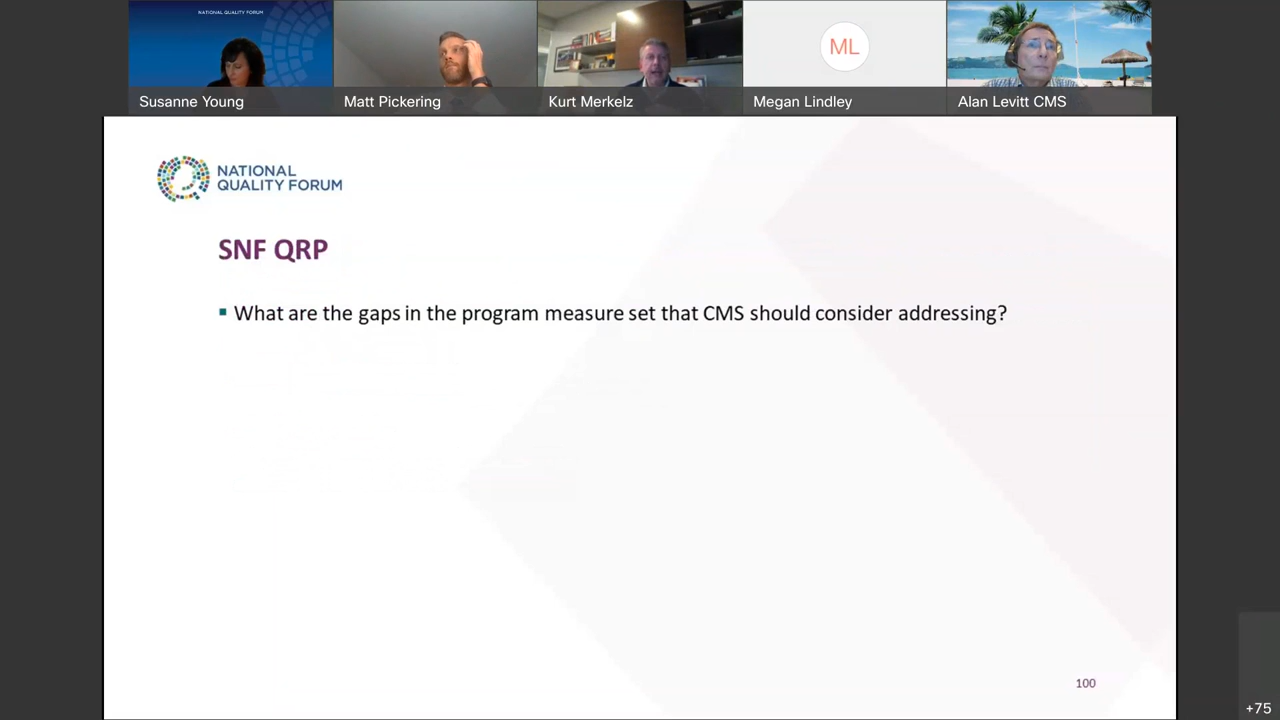 NATIONAL QUALITY FORUM
Susanne Young
Matt Pickering
Kurt Merkelz
ML
Megan Lindley
Alan Levitt CMS
NATIONAL
QUALITY FORUM
SNF QRP
What are the gaps in the program measure set that CMS should consider addressing?
100
+75